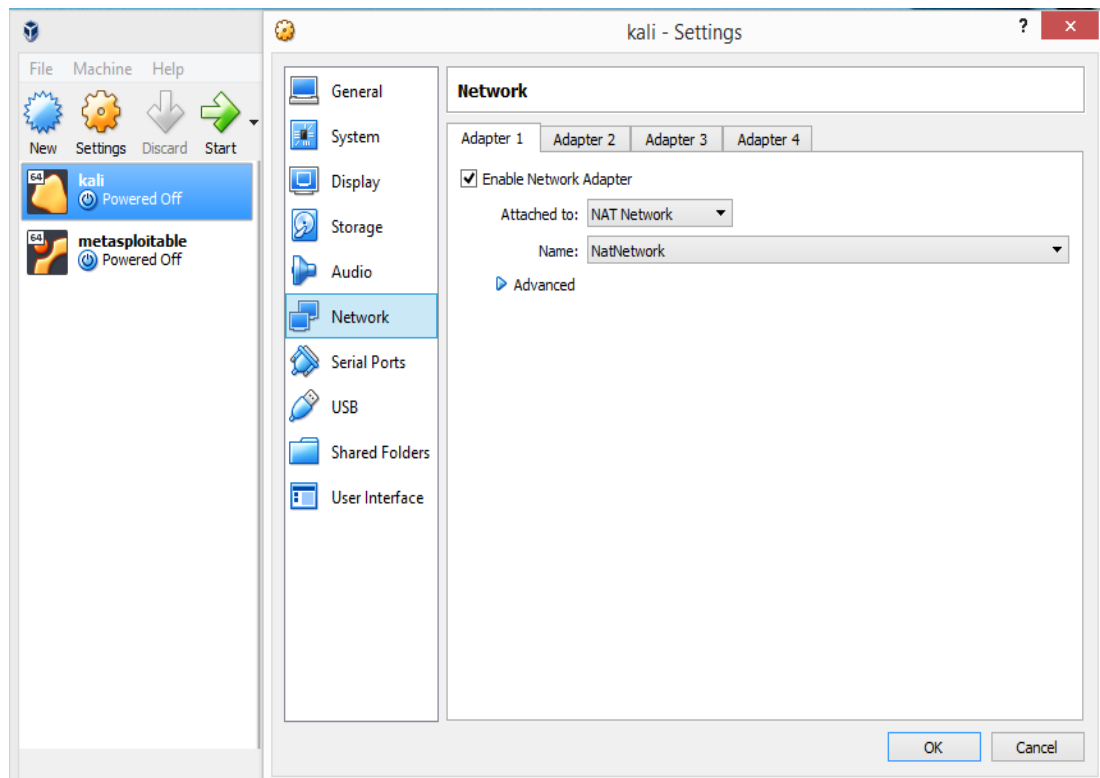 kali - Settings
?
File Machine Help
New Settings Discard Start
64
kali
Powered Off
64
metasploitable
Powered Off
General
System
Display
Storage
Audio
Network
Serial Ports
USB
Shared Folders
User Interface
Network
Adapter 1 Adapter 2 Adapter 3 Adapter 4
Enable Network Adapter
Attached to: NAT Network
Name: NatNetwork
Advanced
OK Cancel